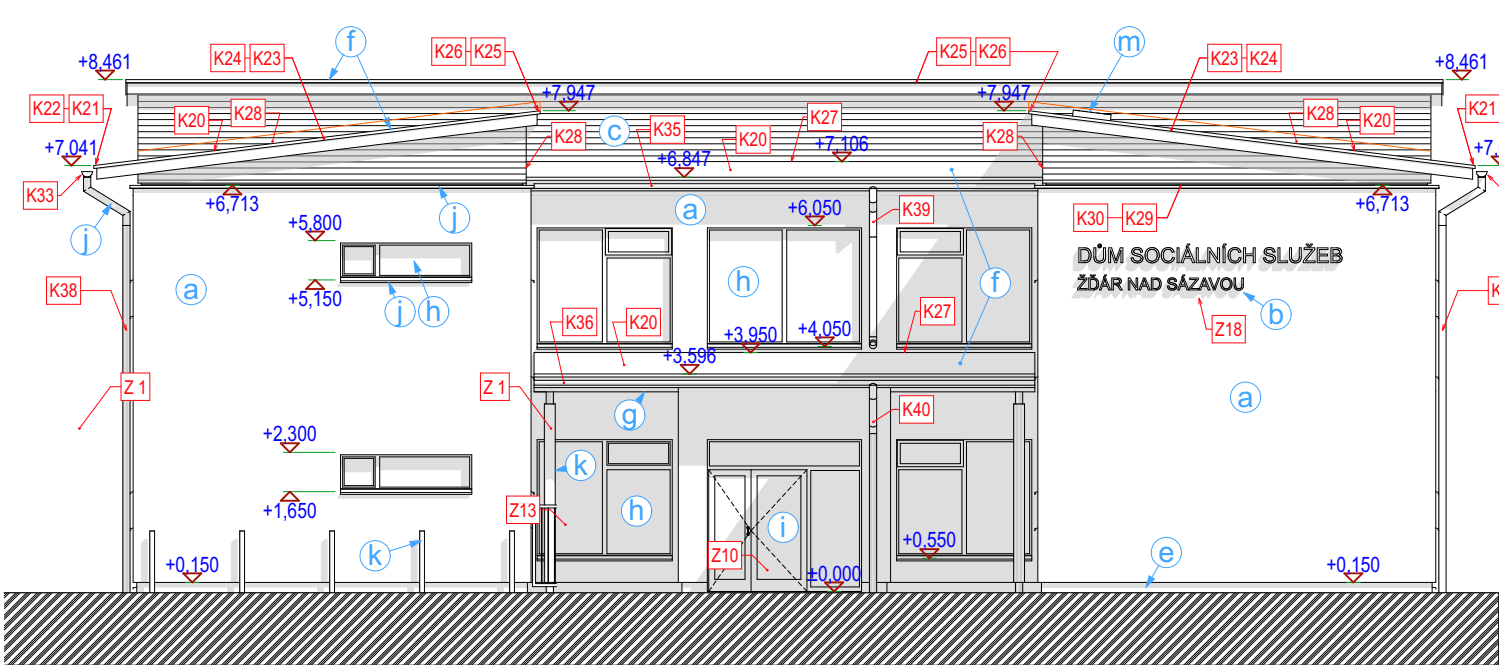 f
K26 K25
K25 K26
m
K24 K23
K23 K24
+8,461
+8,461
+7,947
+7,947
K22 K21
K20
K28
c
K35
K27
K28
K20
K21
K28
K20
K28
+7,041
+7,106
+6,847
K33
+6,713
j
a
K39
K30 K29
+6,713
j
+5,800
+6,050
DŮM SOCIÁLNÍCH SLUŽEB
ŽĎÁR NAD SÁZAVOU
a
h
h
f
K38
+5,150
j
h
b
K36
K20
K27
Z18
+3,950
+4,050
+3,596
Z 1
Z 1
g
K40
a
+2,300
k
+1,650
Z13
h
i
k
Z10
+0,550
e
+0,150
±0,000
+0,150